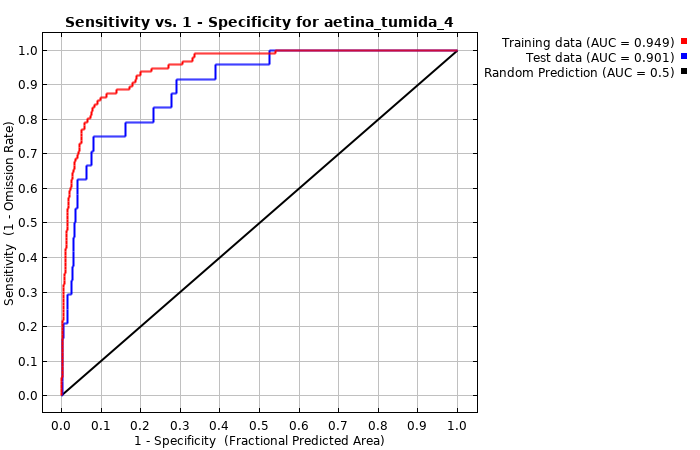 Sensitivity vs. 1 - Specificity for aetina_tumida_4
Training data (AUC = 0.949)
Test data (AUC = 0.901)
Random Prediction (AUC = 0.5)
Sensitivity (1 - Omission Rate)
1.0
0.9
0.8
0.7
0.6
0.5
0.4
0.3
0.2
0.1
0.0
0.0 0.1 0.2 0.3 0.4 0.5 0.6 0.7 0.8 0.9 1.0
1 - Specificity (Fractional Predicted Area)